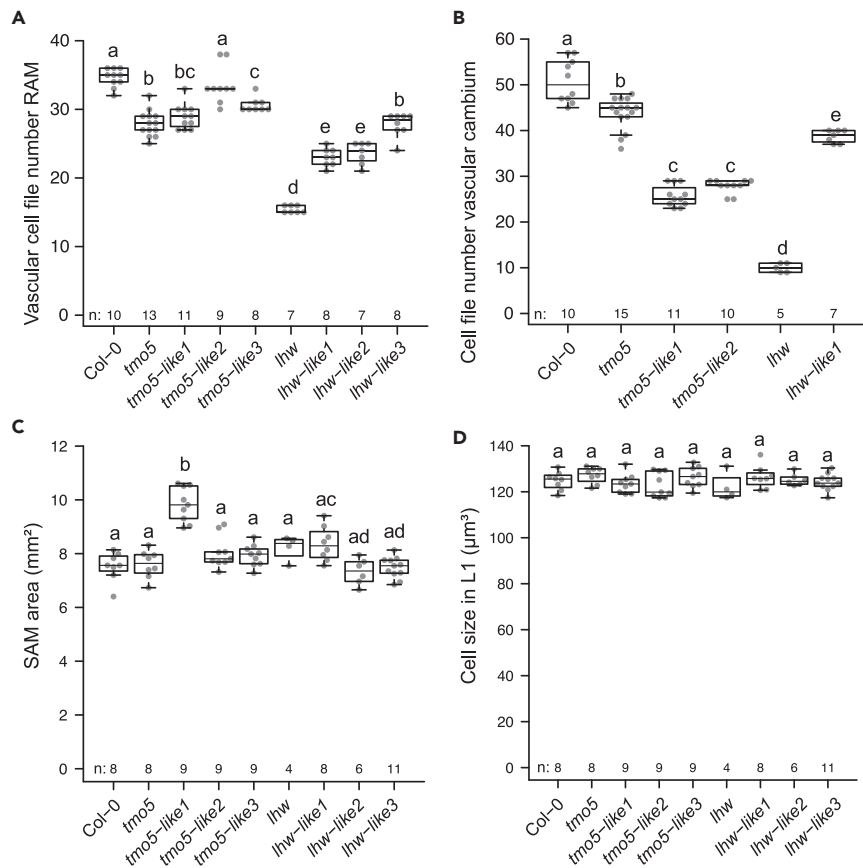 A
Vascular cell file number RAM
40
30
20
10
0
a
b
bc
a
c
d
e
e
b
n: 10 13 11 9 8 7 8 7 8
Col-0
tmo5
tmo5-like1
tmo5-like2
tmo5-like3
lhw
lhw-like1
lhw-like2
lhw-like3
B
Cell file number vascular cambium
60
50
40
30
20
10
0
a
b
c
c
d
e
n: 10 15 11 10 5 7
Col-0
tmo5
tmo5-like1
tmo5-like2
lhw
lhw-like1
C
SAM area (mm²)
12
10
8
6
4
2
0
a
a
b
a
a
a
ac
ad
ad
n: 8 8 9 9 9 4 8 6 11
Col-0
tmo5
tmo5-like1
tmo5-like2
tmo5-like3
lhw
lhw-like1
lhw-like2
lhw-like3
D
Cell size in L1 (µm³)
140
120
100
80
60
40
20
0
a
a
a
a
a
a
a
a
a
n: 8 8 9 9 9 4 8 6 11
Col-0
tmo5
tmo5-like1
tmo5-like2
tmo5-like3
lhw
lhw-like1
lhw-like2
lhw-like3